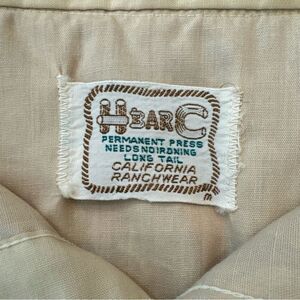 H BAR C
PERMANENT PRESS
NEEDS NO IRONING
LONG TAIL
CALIFORNIA
RANCHWEAR